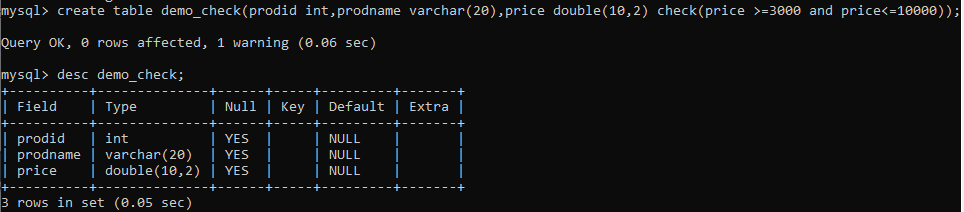 mysql> create table demo_check(prodid int,prodname varchar(20),price double(10,2) check(price >=3000 and price<=10000));
Query OK, 0 rows affected, 1 warning (0.06 sec)
mysql> desc demo_check;
+----------+--------------+------+-----+---------+-------+
| Field    | Type         | Null | Key | Default | Extra |
+----------+--------------+------+-----+---------+-------+
| prodid   | int          | YES  |     | NULL    |       |
| prodname | varchar(20)  | YES  |     | NULL    |       |
| price    | double(10,2) | YES  |     | NULL    |       |
+----------+--------------+------+-----+---------+-------+
3 rows in set (0.05 sec)